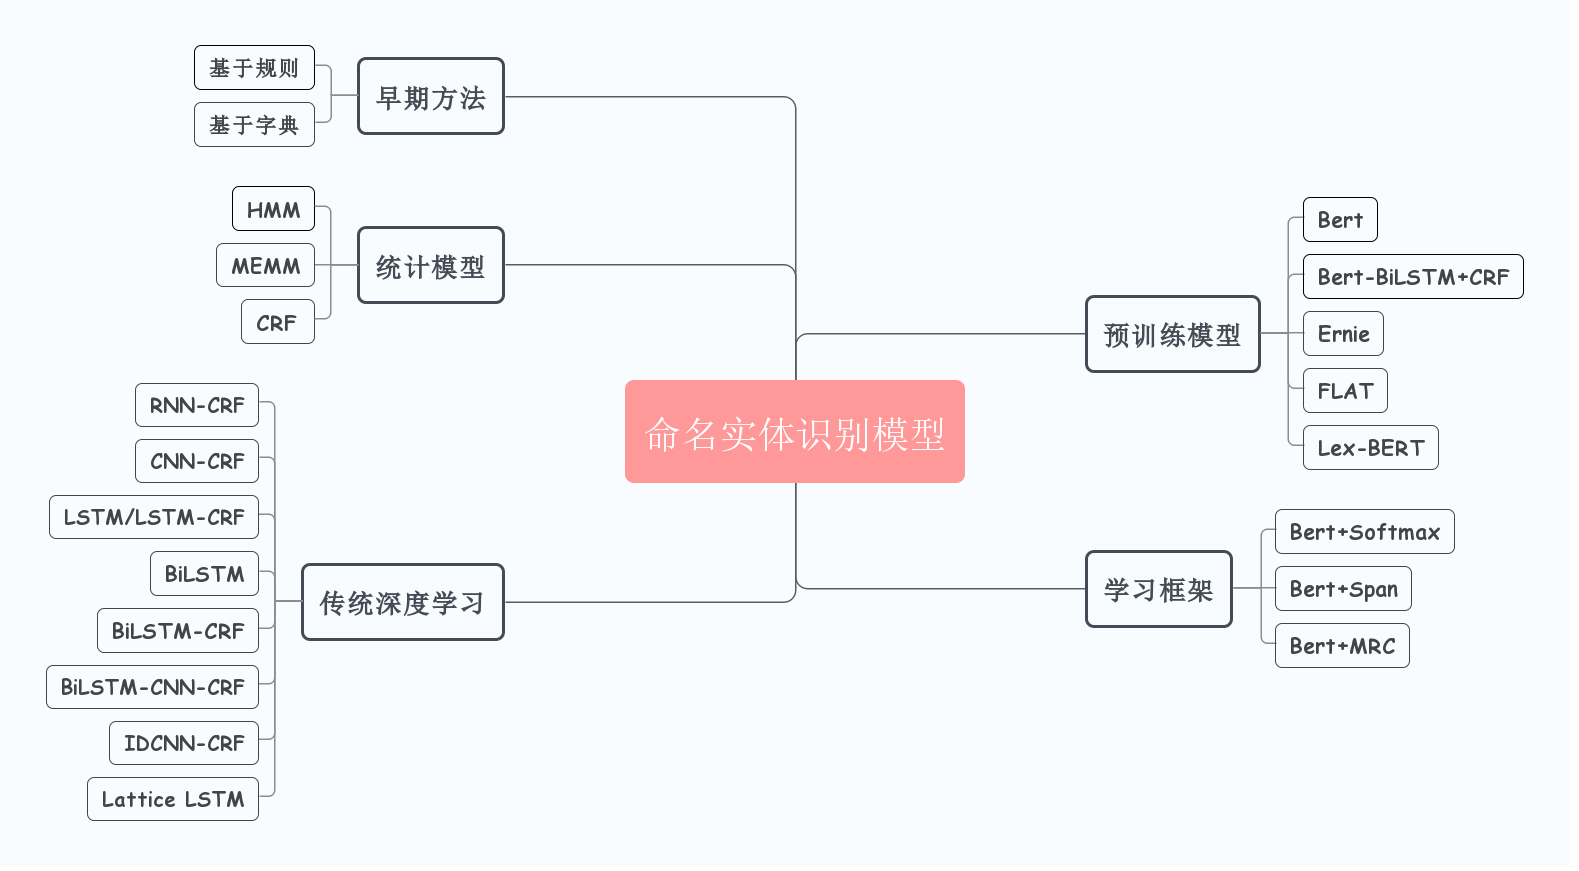 早期方法
基于规则
基于字典
统计模型
HMM
MEMM
CRF
传统深度学习
RNN-CRF
CNN-CRF
LSTM/LSTM-CRF
BiLSTM
BiLSTM-CRF
BiLSTM-CNN-CRF
IDCNN-CRF
Lattice LSTM
命名实体识别模型
预训练模型
Bert
Bert-BiLSTM+CRF
Ernie
FLAT
Lex-BERT
学习框架
Bert+Softmax
Bert+Span
Bert+MRC